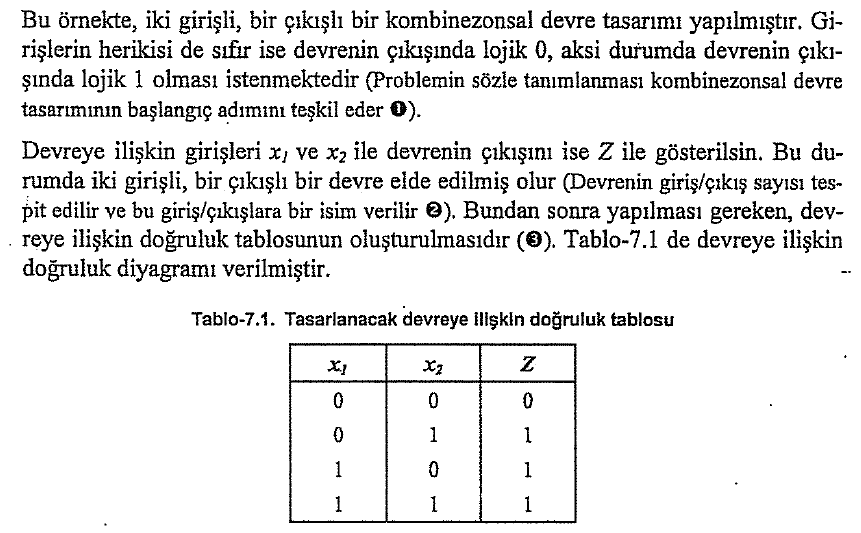 Bu örnekte, iki girişli, bir çıkışlı bir kombinezonsal devre tasarımı yapılmıştır. Gi-
rişlerin herikisi de sıfır ise devrenin çıkışında lojik 0, aksi durumda devrenin çıkı-
şında lojik 1 olması istenmektedir (Problemin sözle tanımlanması kombinezonsal devre
tasarımının başlangıç adımını teşkil eder ❶).
Devreye ilişkin girişleri x₁ ve x₂ ile devrenin çıkışını ise Z ile gösterilsin. Bu du-
rumda iki girişli, bir çıkışlı bir devre elde edilmiş olur (Devrenin giriş/çıkış sayısı tes-
pit edilir ve bu giriş/çıkışlara bir isim verilir ❷). Bundan sonra yapılması gereken, dev-
reye ilişkin doğruluk tablosunun oluşturulmasıdır (❸). Tablo-7.1 de devreye ilişkin
doğruluk diyagramı verilmiştir.
Tablo-7.1. Tasarlanacak devreye ilişkin doğruluk tablosu
x₁ x₂ Z
0 0 0
0 1 1
1 0 1
1 1 1